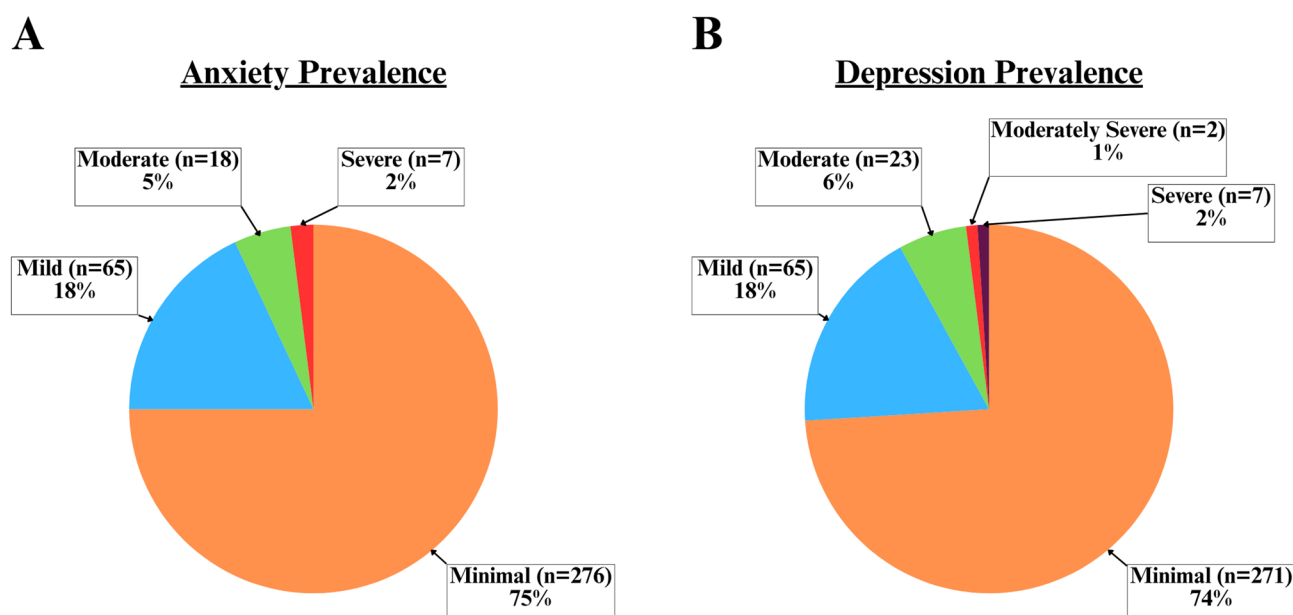 A
Anxiety Prevalence
Moderate (n=18)
5%
Severe (n=7)
2%
Mild (n=65)
18%
Minimal (n=276)
75%
B
Depression Prevalence
Moderately Severe (n=2)
1%
Moderate (n=23)
6%
Severe (n=7)
2%
Mild (n=65)
18%
Minimal (n=271)
74%